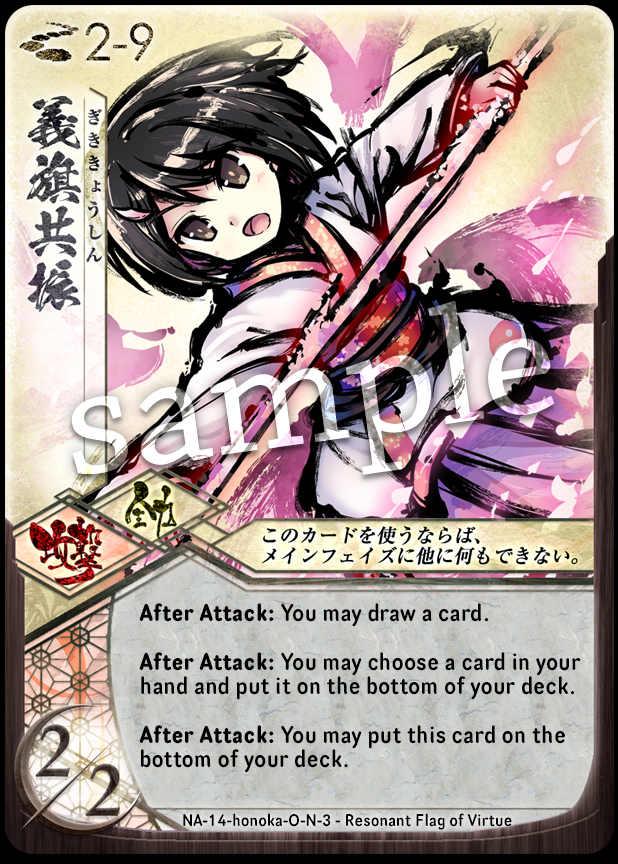 2-9
義旗共振
ぎききょうしん
sample
攻撃
全力
このカードを使うならば、
メインフェイズに他に何もできない。
After Attack: You may draw a card.
After Attack: You may choose a card in your
hand and put it on the bottom of your deck.
After Attack: You may put this card on the
bottom of your deck.
2/2
NA-14-honoka-O-N-3 - Resonant Flag of Virtue